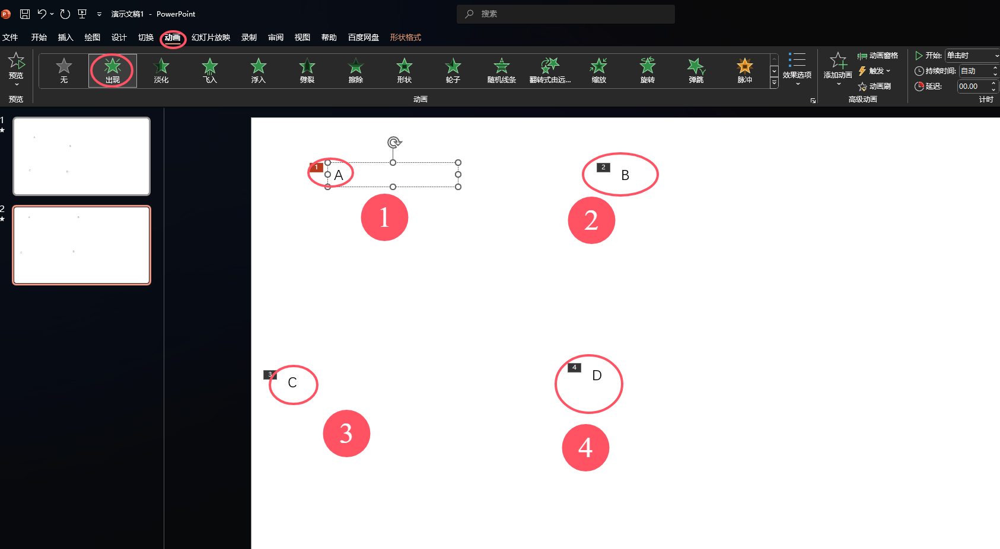 演示文稿1 - PowerPoint
搜索
文件 开始 插入 绘图 设计 切换 动画 幻灯片放映 录制 审阅 视图 帮助 百度网盘 形状格式
预览
预览
无 出现 淡化 飞入 浮入 劈裂 擦除 形状 轮子 随机线条 翻转式由远... 缩放 旋转 弹跳 脉冲
动画
效果选项
添加动画
动画窗格
触发
动画刷
高级动画
开始: 单击时
持续时间: 自动
延迟: 00.00
计时
1
2
1 A
2 B
1
2
3 C
4 D
3
4